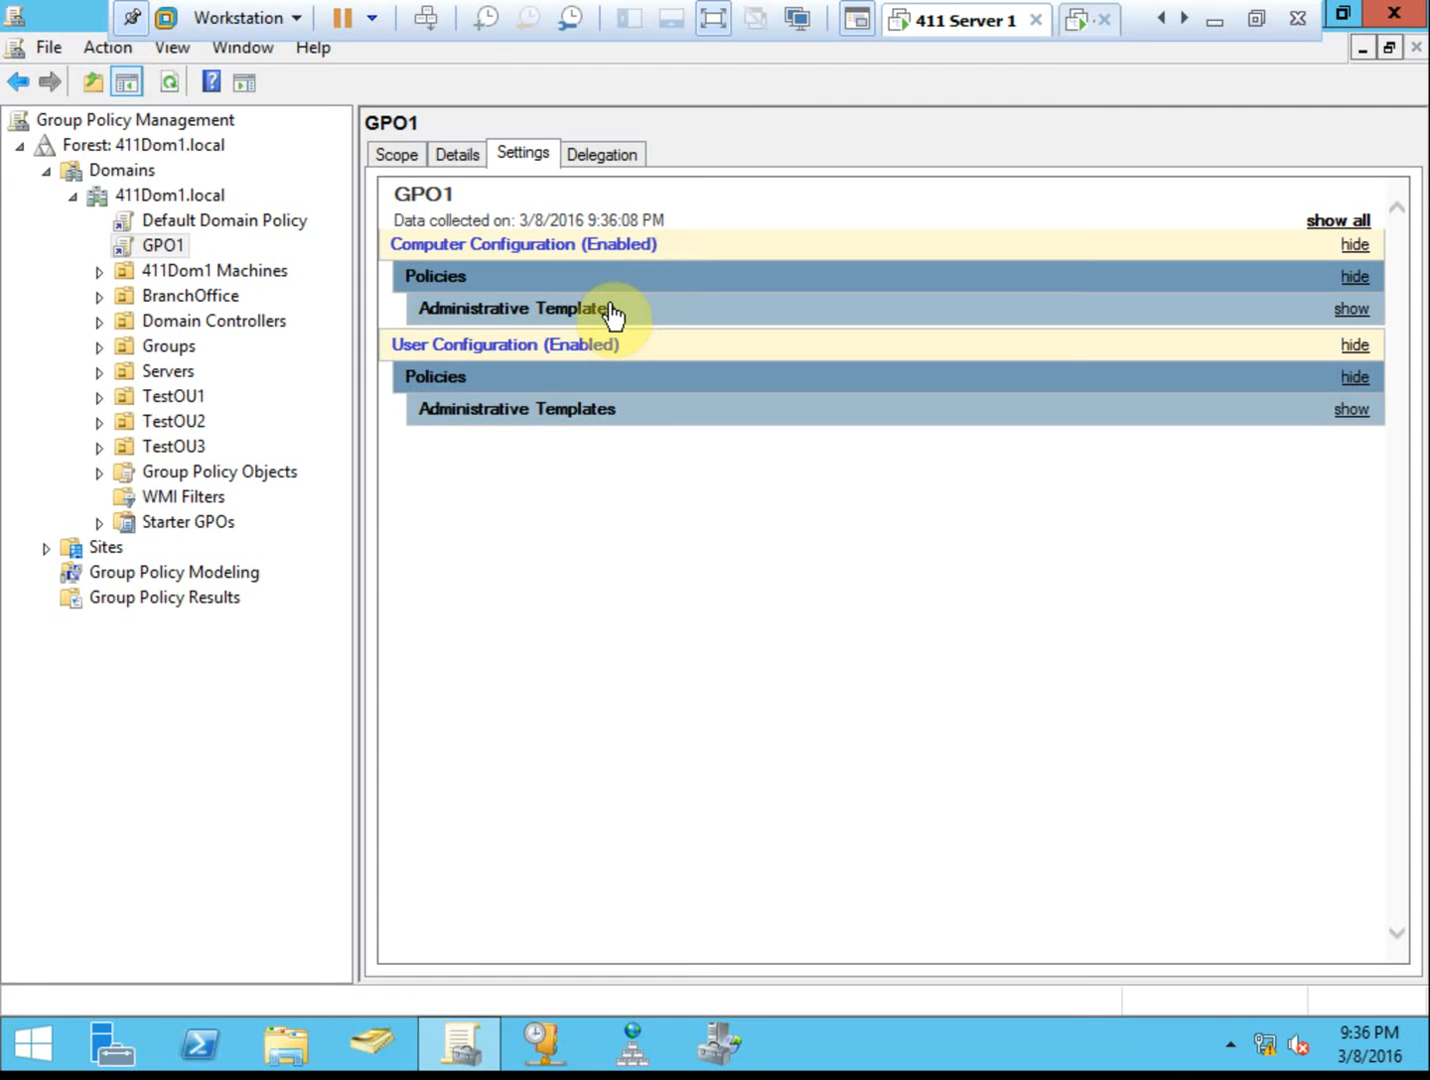 Workstation
411 Server 1
File Action View Window Help
Group Policy Management
Forest: 411Dom1.local
Domains
411Dom1.local
Default Domain Policy
GPO1
411Dom1 Machines
BranchOffice
Domain Controllers
Groups
Servers
TestOU1
TestOU2
TestOU3
Group Policy Objects
WMI Filters
Starter GPOs
Sites
Group Policy Modeling
Group Policy Results
GPO1
Scope Details Settings Delegation
GPO1
Data collected on: 3/8/2016 9:36:08 PM show all
Computer Configuration (Enabled) hide
Policies hide
Administrative Templates show
User Configuration (Enabled) hide
Policies hide
Administrative Templates show
9:36 PM
3/8/2016